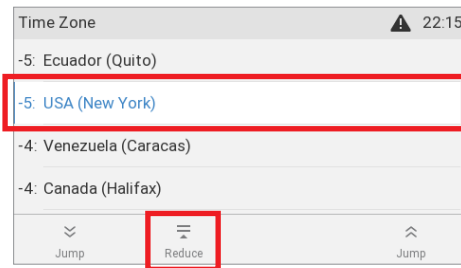 Time Zone 22:15
-5: Ecuador (Quito)
-5: USA (New York)
-4: Venezuela (Caracas)
-4: Canada (Halifax)
Jump Reduce Jump